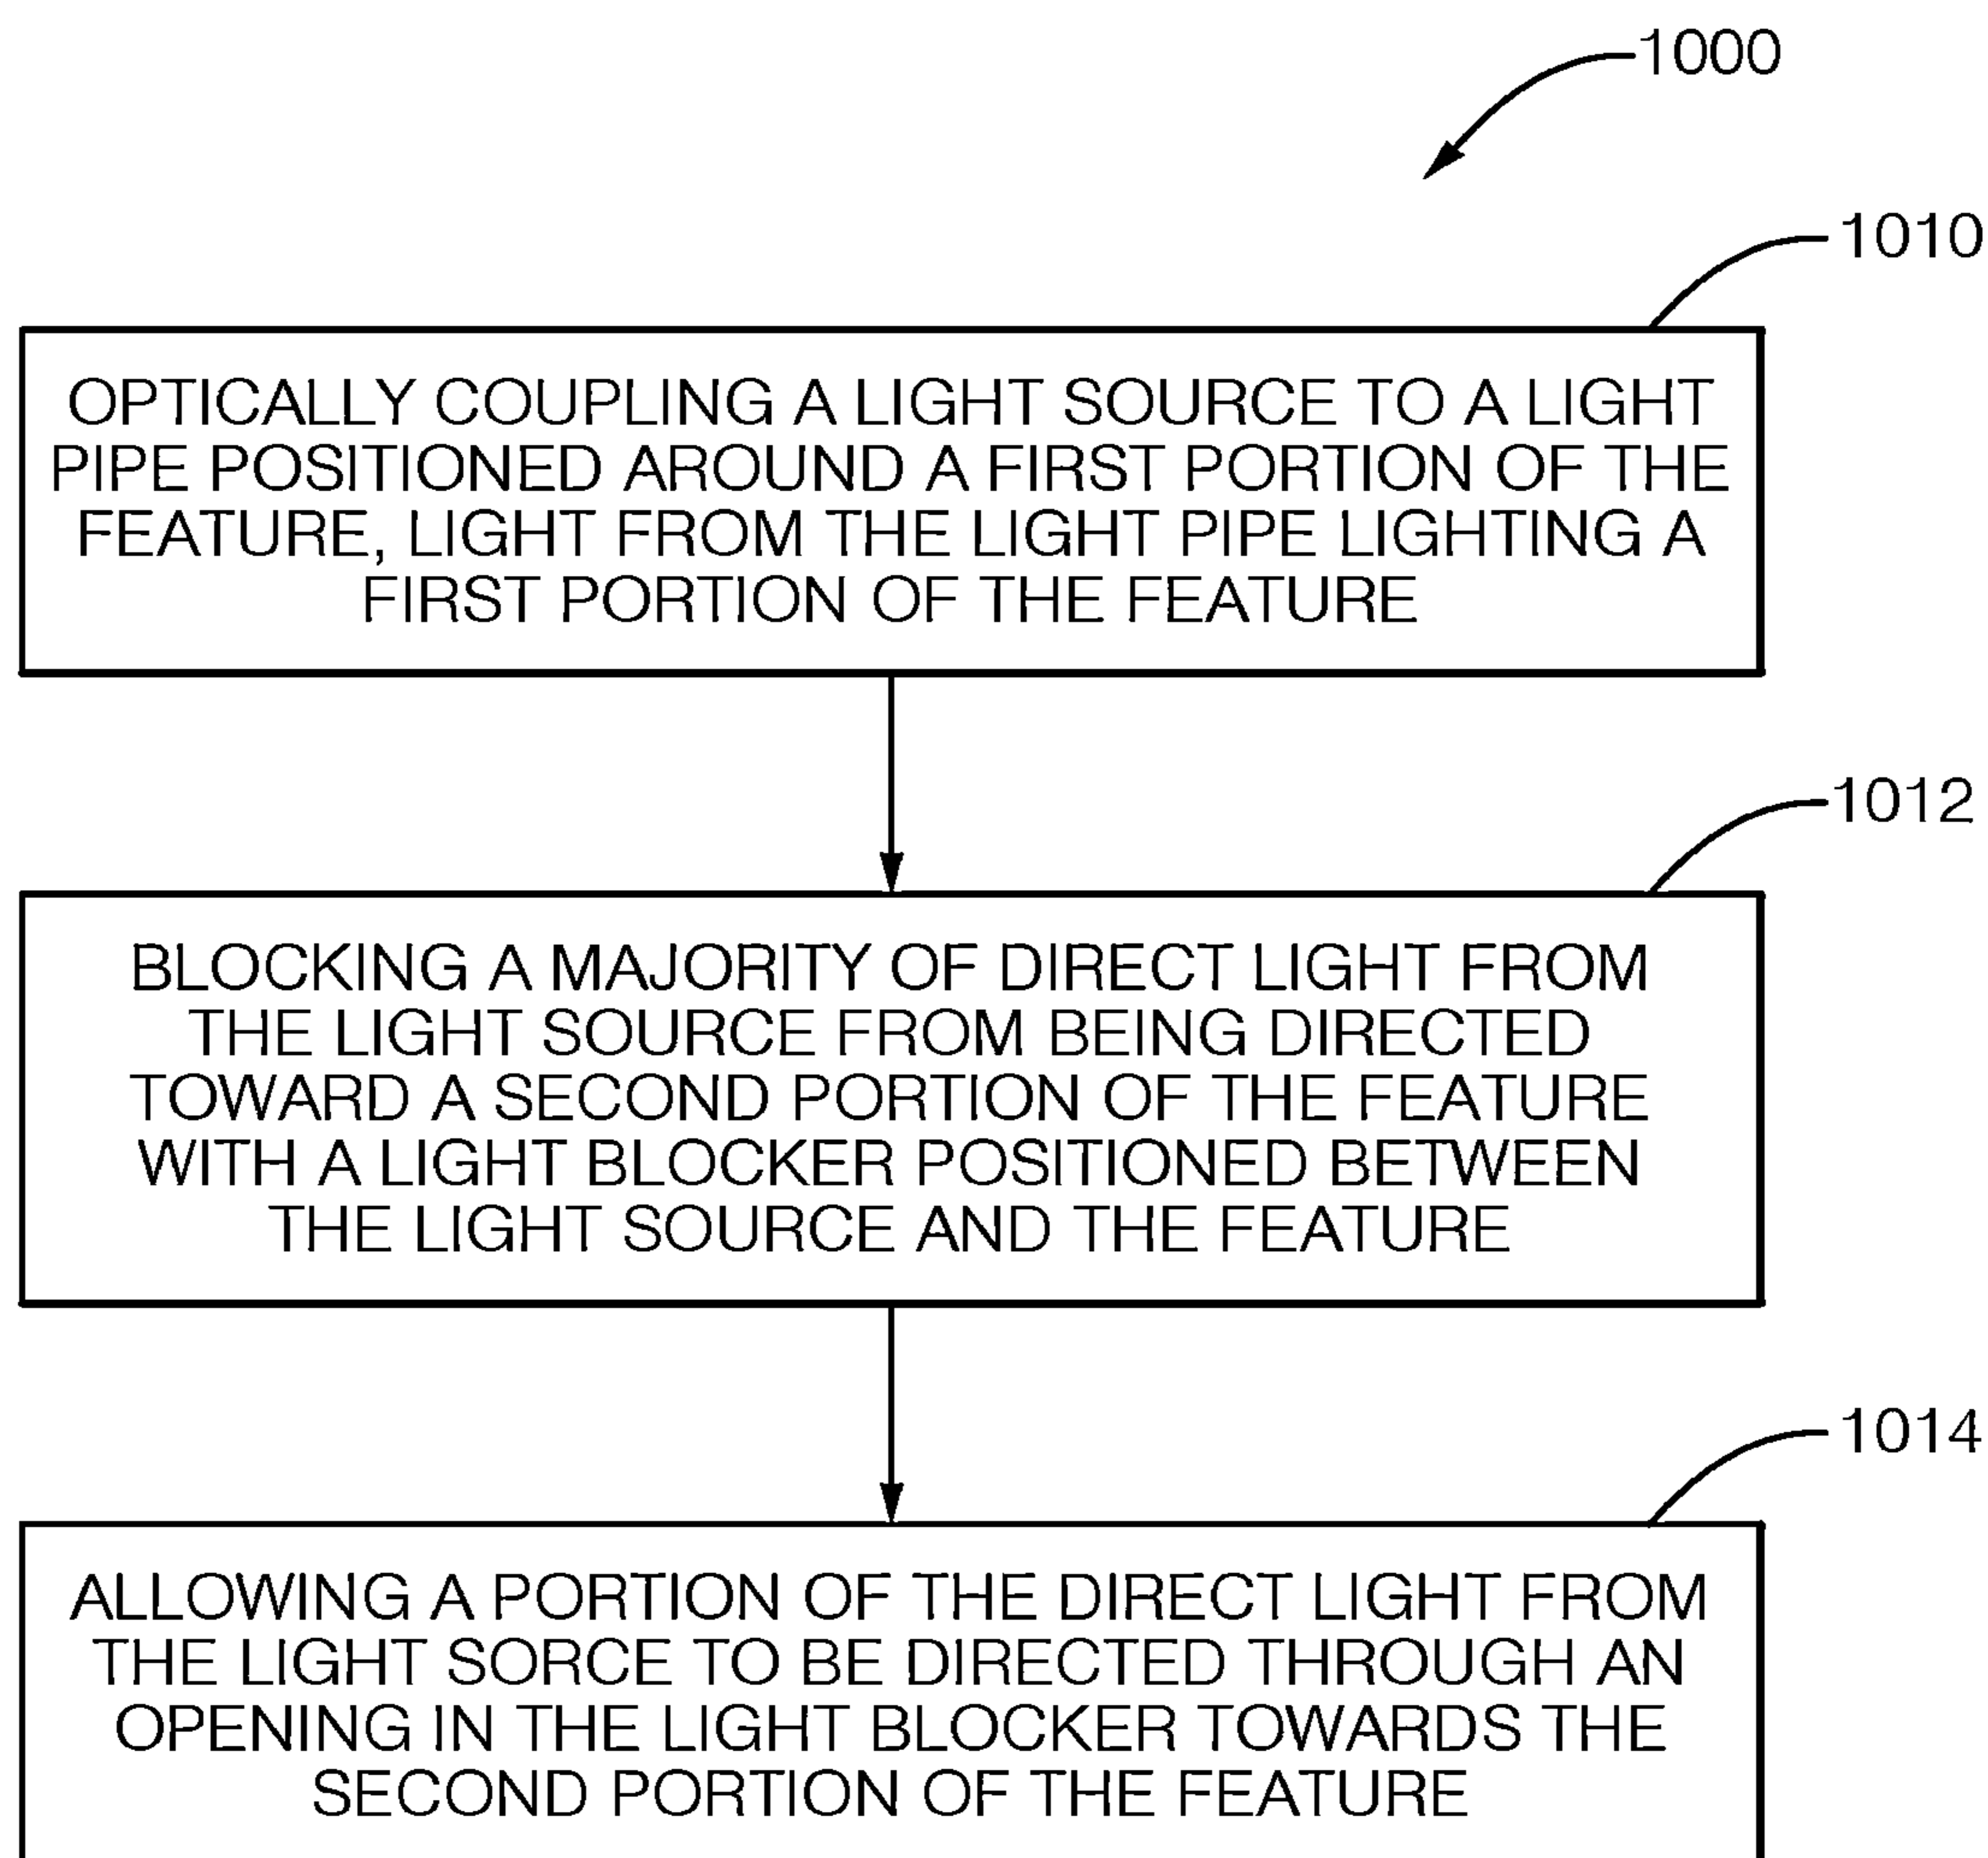 1000
1010
OPTICALLY COUPLING A LIGHT SOURCE TO A LIGHT
PIPE POSITIONED AROUND A FIRST PORTION OF THE
FEATURE, LIGHT FROM THE LIGHT PIPE LIGHTING A
FIRST PORTION OF THE FEATURE
1012
BLOCKING A MAJORITY OF DIRECT LIGHT FROM
THE LIGHT SOURCE FROM BEING DIRECTED
TOWARD A SECOND PORTION OF THE FEATURE
WITH A LIGHT BLOCKER POSITIONED BETWEEN
THE LIGHT SOURCE AND THE FEATURE
1014
ALLOWING A PORTION OF THE DIRECT LIGHT FROM
THE LIGHT SORCE TO BE DIRECTED THROUGH AN
OPENING IN THE LIGHT BLOCKER TOWARDS THE
SECOND PORTION OF THE FEATURE